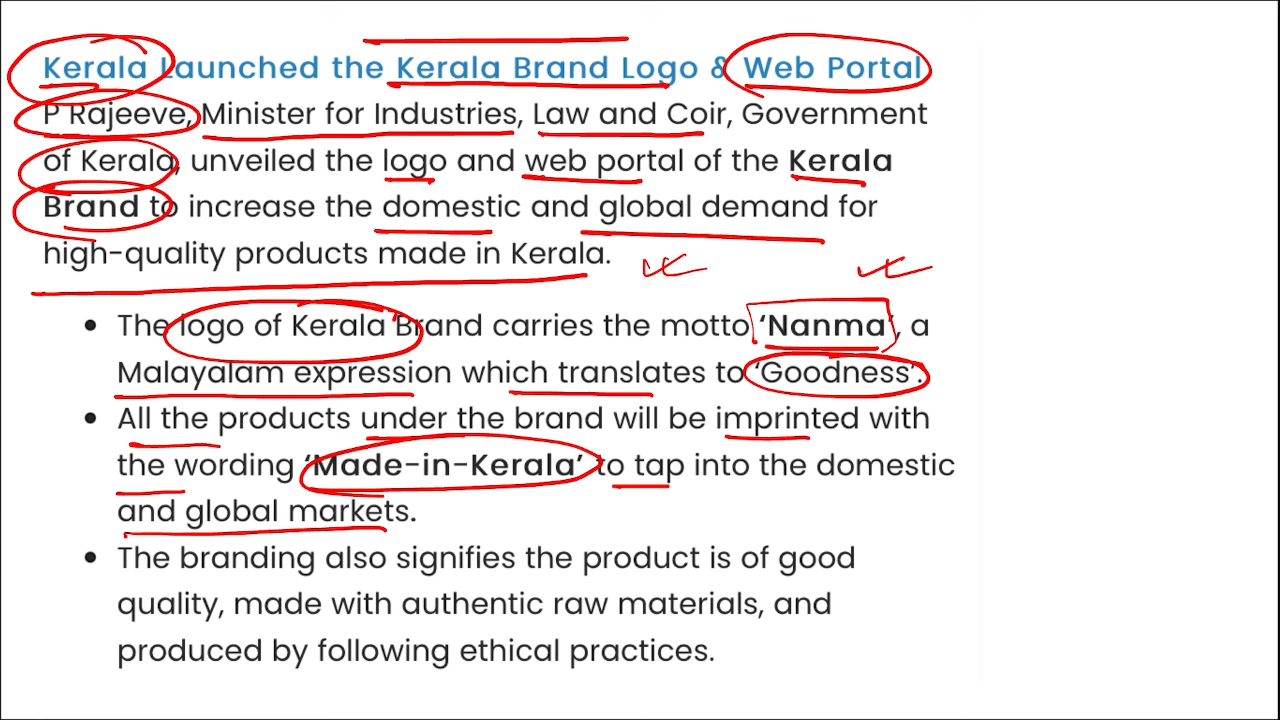 Kerala Launched the Kerala Brand Logo & Web Portal
P Rajeeve, Minister for Industries, Law and Coir, Government
of Kerala, unveiled the logo and web portal of the Kerala
Brand to increase the domestic and global demand for
high-quality products made in Kerala.
• The logo of Kerala Brand carries the motto ‘Nanma’, a
Malayalam expression which translates to ‘Goodness’.
• All the products under the brand will be imprinted with
the wording ‘Made-in-Kerala’ to tap into the domestic
and global markets.
• The branding also signifies the product is of good
quality, made with authentic raw materials, and
produced by following ethical practices.